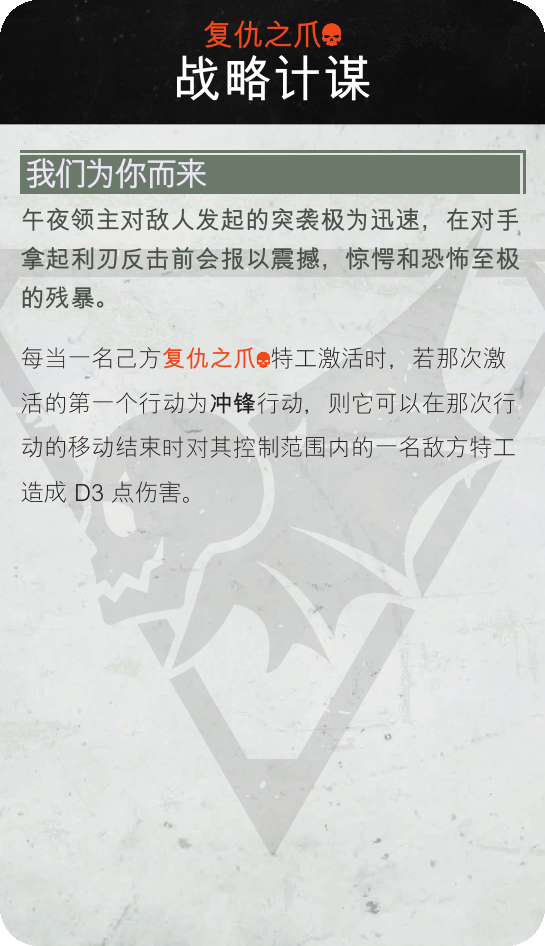 复仇之爪
战略计谋
我们为你而来
午夜领主对敌人发起的突袭极为迅速，在对手
拿起利刃反击前会报以震撼，惊愕和恐怖至极
的残暴。
每当一名己方复仇之爪特工激活时，若那次激
活的第一个行动为冲锋行动，则它可以在那次行
动的移动结束时对其控制范围内的一名敌方特工
造成 D3 点伤害。